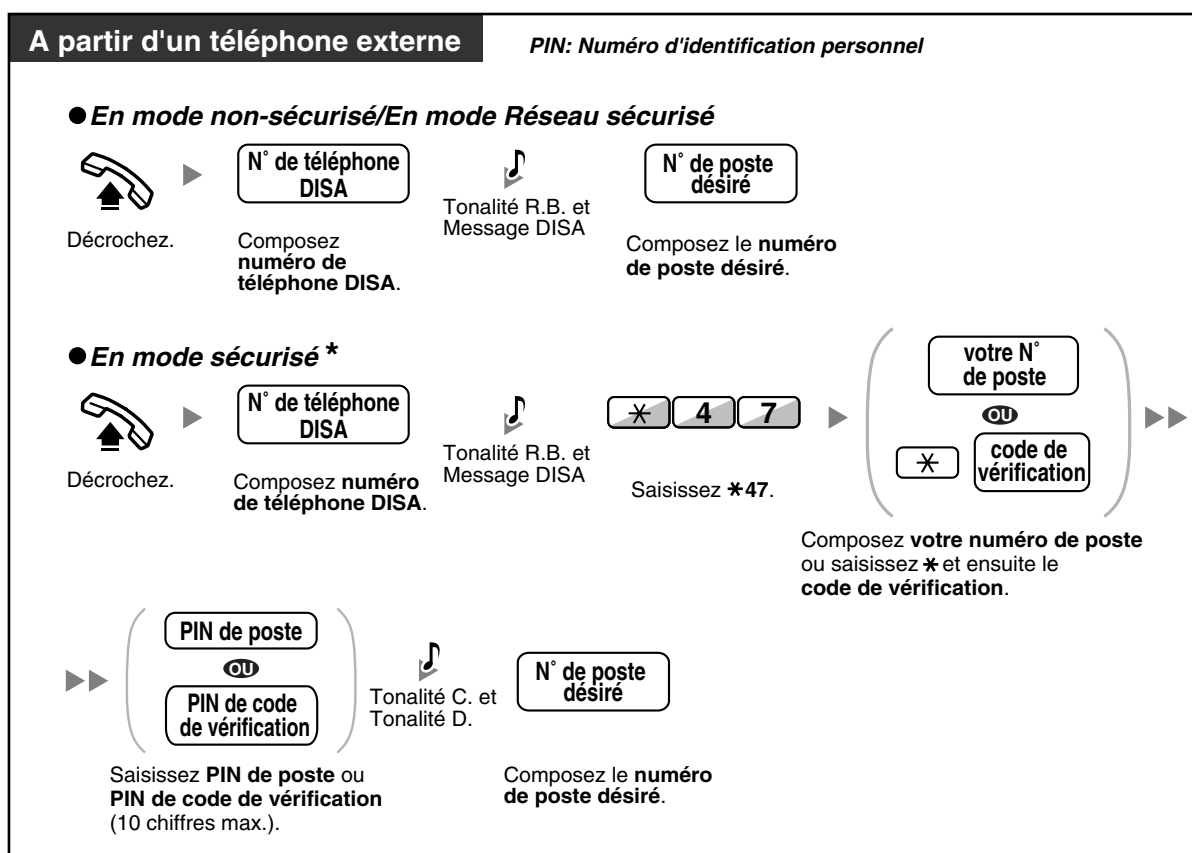 A partir d'un téléphone externe
PIN: Numéro d'identification personnel
●En mode non-sécurisé/En mode Réseau sécurisé
N° de téléphone
DISA
N° de poste
désiré
Décrochez.
Composez
numéro de
téléphone DISA.
Tonalité R.B. et
Message DISA
Composez le numéro
de poste désiré.
●En mode sécurisé *
N° de téléphone
DISA
* 4 7
votre N°
de poste
OU
* code de
vérification
Décrochez.
Composez numéro
de téléphone DISA.
Tonalité R.B. et
Message DISA
Saisissez *47.
Composez votre numéro de poste
ou saisissez * et ensuite le
code de vérification.
PIN de poste
OU
PIN de code
de vérification
Tonalité C. et
Tonalité D.
N° de poste
désiré
Saisissez PIN de poste ou
PIN de code de vérification
(10 chiffres max.).
Composez le numéro
de poste désiré.